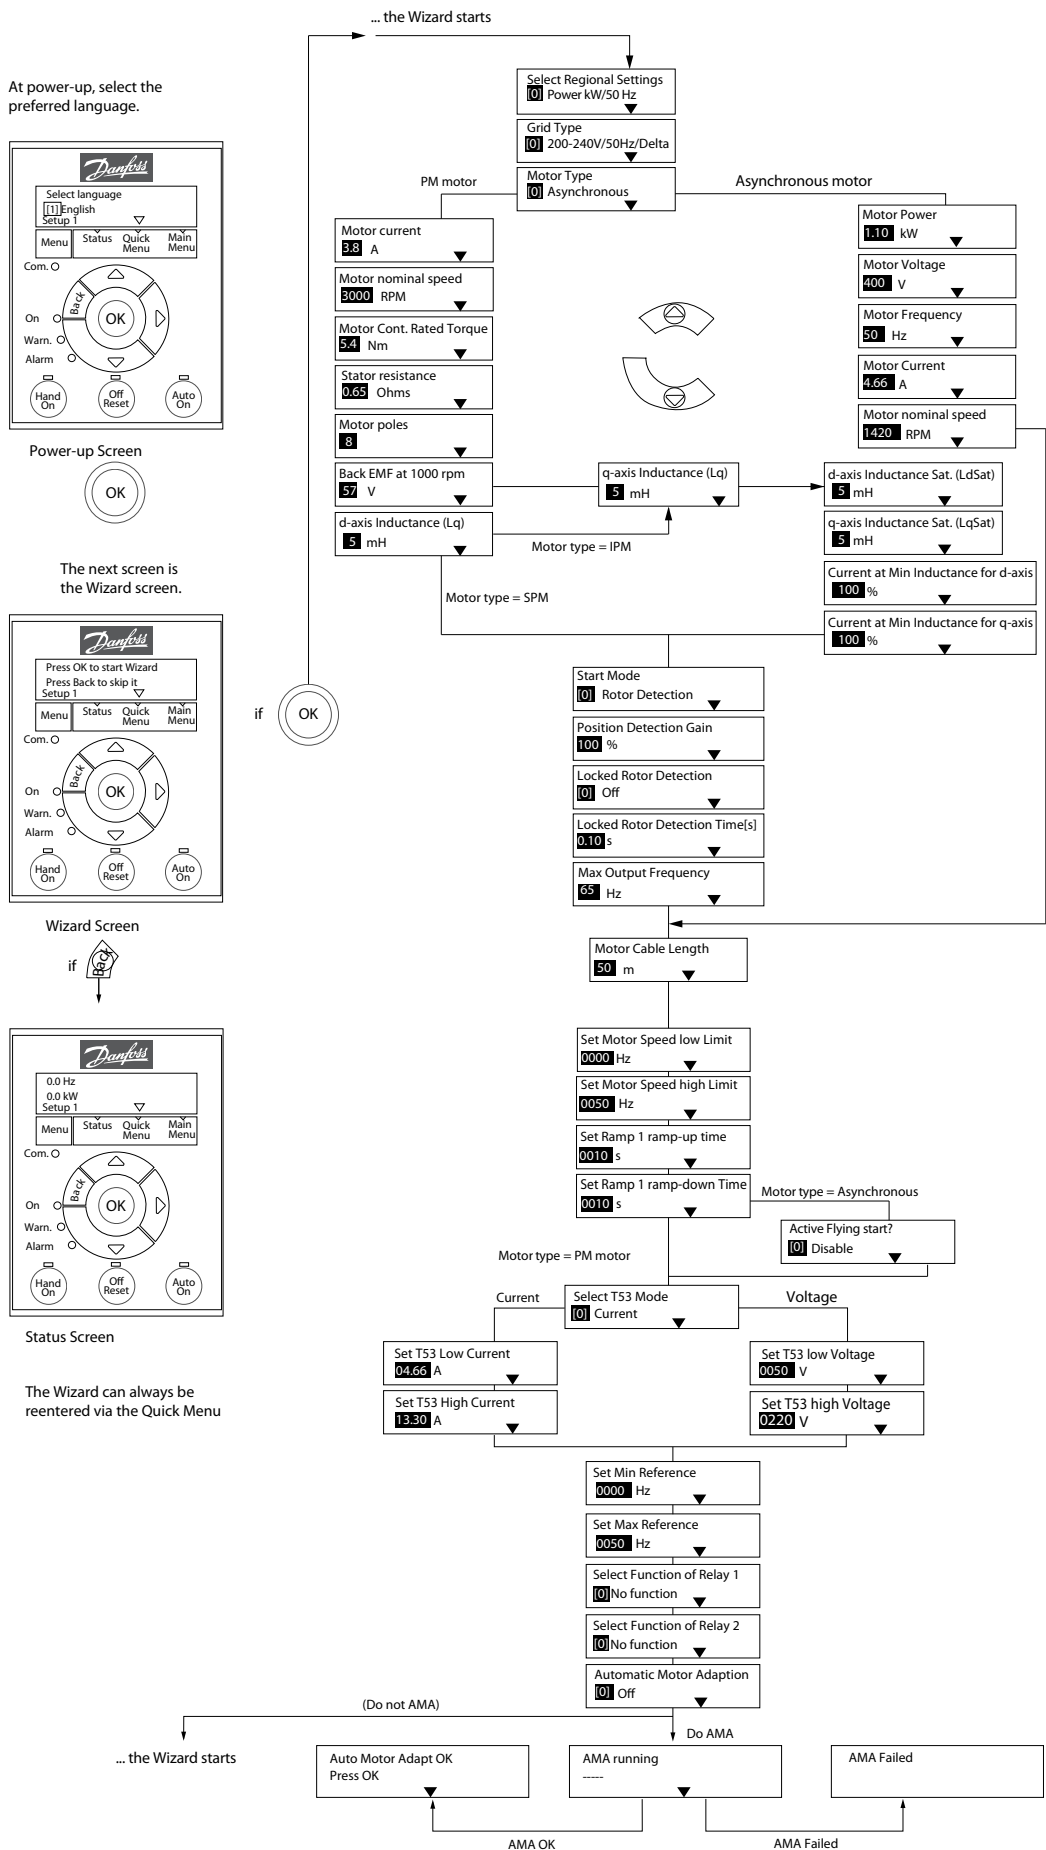 ... the Wizard starts
At power-up, select the
preferred language.
Danfoss
Select language
[1] English
Setup 1
Menu
Status
Quick
Menu
Main
Menu
Com.
Back
OK
On
Warn.
Alarm
Hand
On
Off
Reset
Auto
On
Power-up Screen
OK
The next screen is
the Wizard screen.
Danfoss
Press OK to start Wizard
Press Back to skip it
Setup 1
Menu
Status
Quick
Menu
Main
Menu
Com.
Back
OK
On
Warn.
Alarm
Hand
On
Off
Reset
Auto
On
Wizard Screen
if
Back
if
OK
Danfoss
0.0 Hz
0.0 kW
Setup 1
Menu
Status
Quick
Menu
Main
Menu
Com.
Back
OK
On
Warn.
Alarm
Hand
On
Off
Reset
Auto
On
Status Screen
The Wizard can always be
reentered via the Quick Menu
Select Regional Settings
[0] Power kW/50 Hz
Grid Type
[0] 200-240V/50Hz/Delta
Motor Type
[0] Asynchronous
PM motor
Asynchronous motor
Motor current
3.8 A
Motor nominal speed
3000 RPM
Motor Cont. Rated Torque
5.4 Nm
Stator resistance
0.65 Ohms
Motor poles
8
Back EMF at 1000 rpm
57 V
d-axis Inductance (Lq)
5 mH
Motor Power
1.10 kW
Motor Voltage
400 V
Motor Frequency
50 Hz
Motor Current
4.66 A
Motor nominal speed
1420 RPM
q-axis Inductance (Lq)
5 mH
Motor type = IPM
d-axis Inductance Sat. (LdSat)
5 mH
q-axis Inductance Sat. (LqSat)
5 mH
Current at Min Inductance for d-axis
100 %
Current at Min Inductance for q-axis
100 %
Motor type = SPM
Start Mode
[0] Rotor Detection
Position Detection Gain
100 %
Locked Rotor Detection
[0] Off
Locked Rotor Detection Time[s]
0.10 s
Max Output Frequency
65 Hz
Motor Cable Length
50 m
Set Motor Speed low Limit
0000 Hz
Set Motor Speed high Limit
0050 Hz
Set Ramp 1 ramp-up time
0010 s
Set Ramp 1 ramp-down Time
0010 s
Motor type = Asynchronous
Active Flying start?
[0] Disable
Motor type = PM motor
Select T53 Mode
[0] Current
Current
Voltage
Set T53 Low Current
04.66 A
Set T53 High Current
13.30 A
Set T53 low Voltage
0050 V
Set T53 high Voltage
0220 V
Set Min Reference
0000 Hz
Set Max Reference
0050 Hz
Select Function of Relay 1
[0] No function
Select Function of Relay 2
[0] No function
Automatic Motor Adaption
[0] Off
(Do not AMA)
Do AMA
... the Wizard starts
Auto Motor Adapt OK
Press OK
AMA running
-----
AMA Failed
AMA OK
AMA Failed